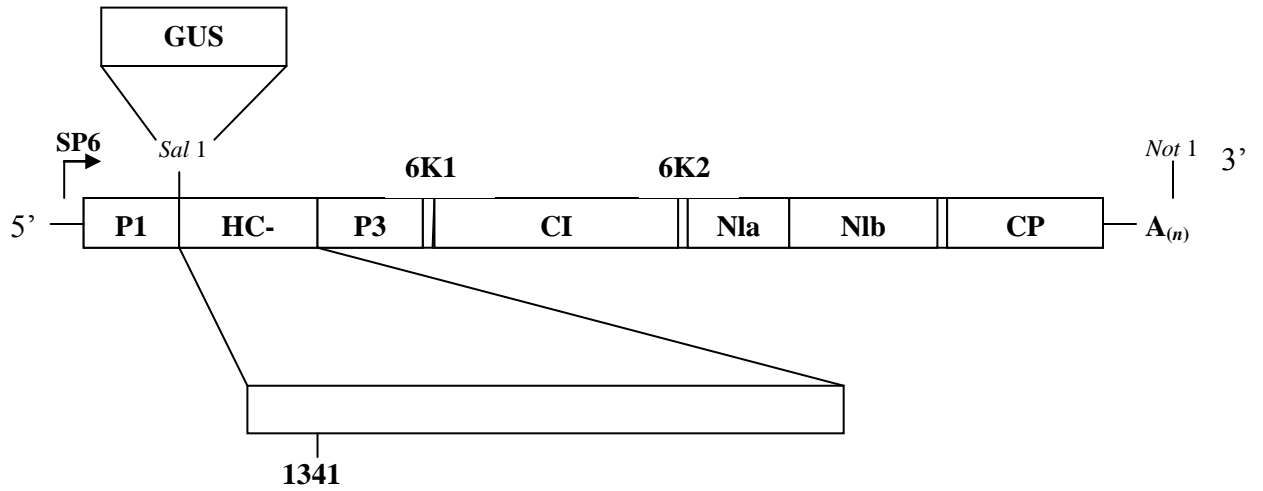 GUS
SP6
Sal 1
6K1
6K2
Not 1
3’
5’
P1
HC-
P3
CI
Nla
Nlb
CP
A(n)
1341